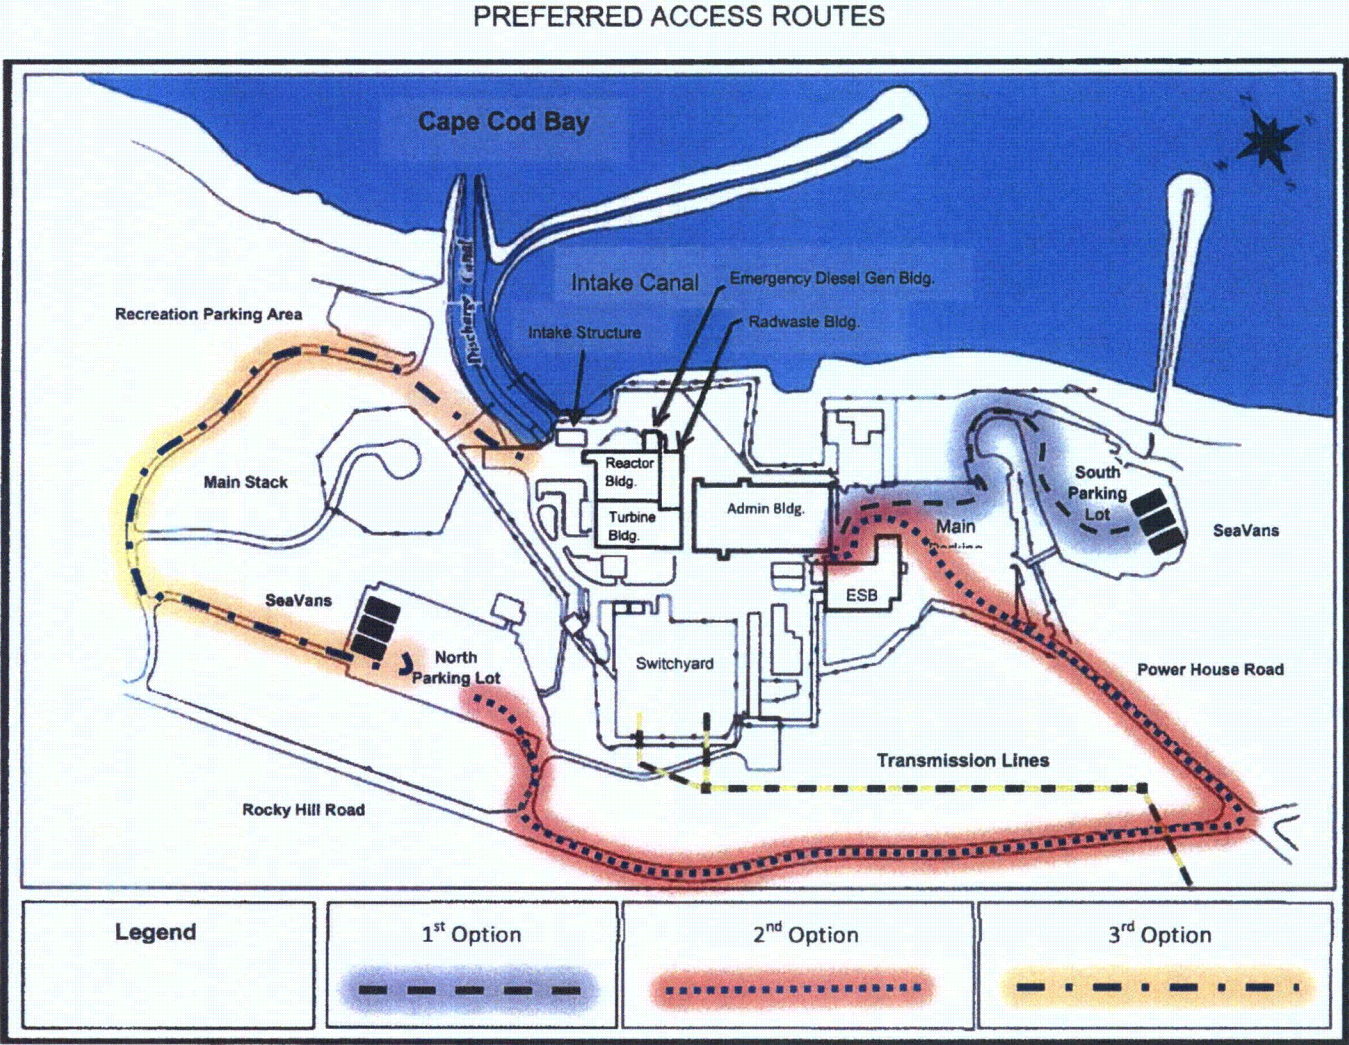 PREFERRED ACCESS ROUTES
Cape Cod Bay
Discharge Canal
Intake Canal
Emergency Diesel Gen Bldg.
Radwaste Bldg.
Intake Structure
Recreation Parking Area
Main Stack
Reactor
Bldg.
Turbine
Bldg.
Admin Bldg.
Main
Parking
South
Parking
Lot
SeaVans
SeaVans
ESB
North
Parking Lot
Switchyard
Power House Road
Transmission Lines
Rocky Hill Road
Legend
1st Option
2nd Option
3rd Option